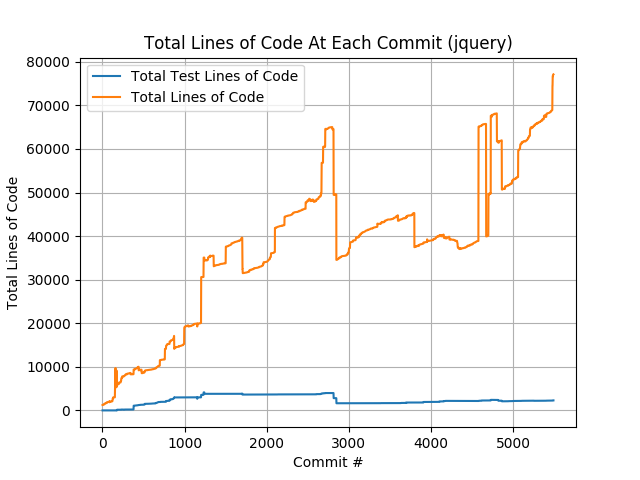 Total Lines of Code At Each Commit (jquery)
Total Test Lines of Code
Total Lines of Code
Total Lines of Code
80000
70000
60000
50000
40000
30000
20000
10000
0
0 1000 2000 3000 4000 5000
Commit #